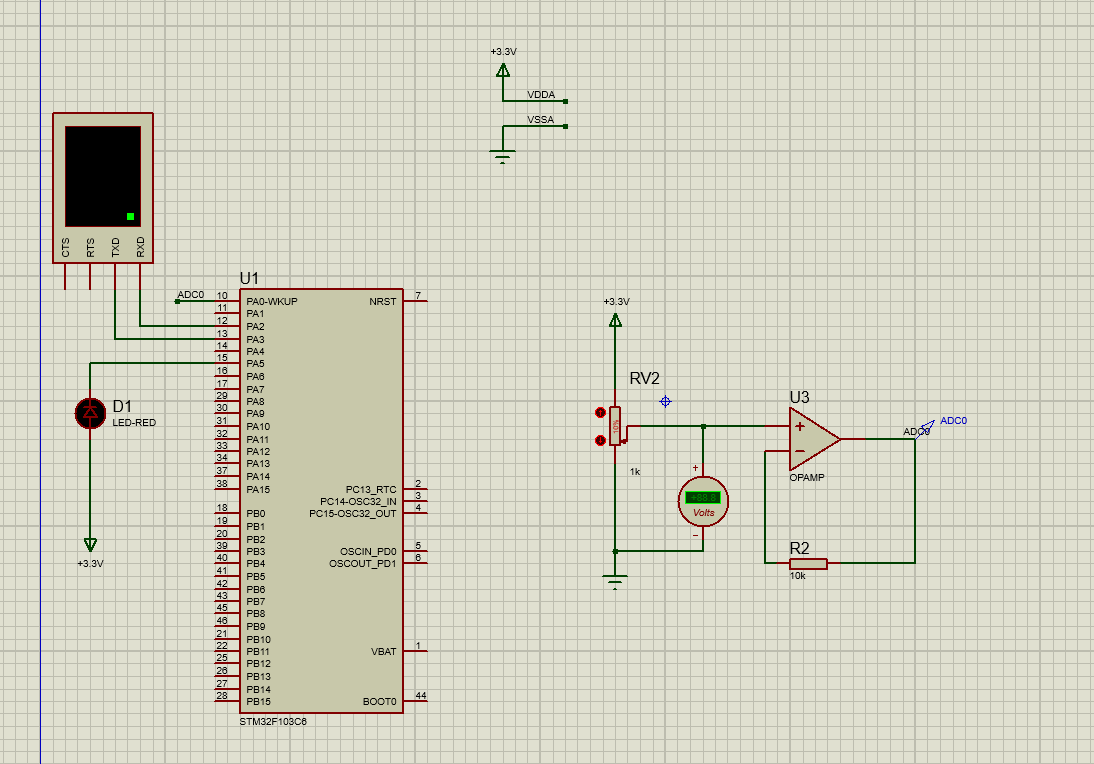 +3.3V
VDDA
VSSA
CTS
RTS
TXD
RXD
U1
ADC0
10 PA0-WKUP
11 PA1
12 PA2
13 PA3
14 PA4
15 PA5
16 PA6
17 PA7
29 PA8
30 PA9
31 PA10
32 PA11
33 PA12
34 PA13
37 PA14
38 PA15
18 PB0
19 PB1
20 PB2
39 PB3
40 PB4
41 PB5
42 PB6
43 PB7
45 PB8
46 PB9
21 PB10
22 PB11
25 PB12
26 PB13
27 PB14
28 PB15
NRST 7
PC13_RTC 2
PC14-OSC32_IN 3
PC15-OSC32_OUT 4
OSCIN_PD0 5
OSCOUT_PD1 6
VBAT 1
BOOT0 44
STM32F103C6
D1
LED-RED
+3.3V
+3.3V
RV2
1k
+
Volts
−
U3
+
−
OPAMP
ADC0
ADC0
R2
10k